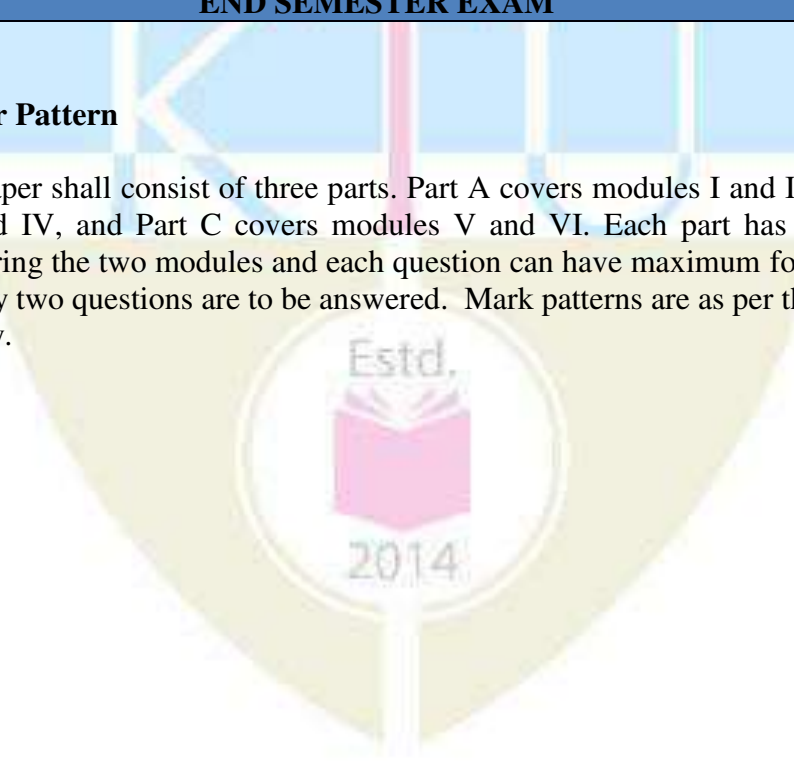 END SEMESTER EXAM
r Pattern
aper shall consist of three parts. Part A covers modules I and I
d IV, and Part C covers modules V and VI. Each part has
ring the two modules and each question can have maximum fo
y two questions are to be answered. Mark patterns are as per th
y.
Estd.
2014